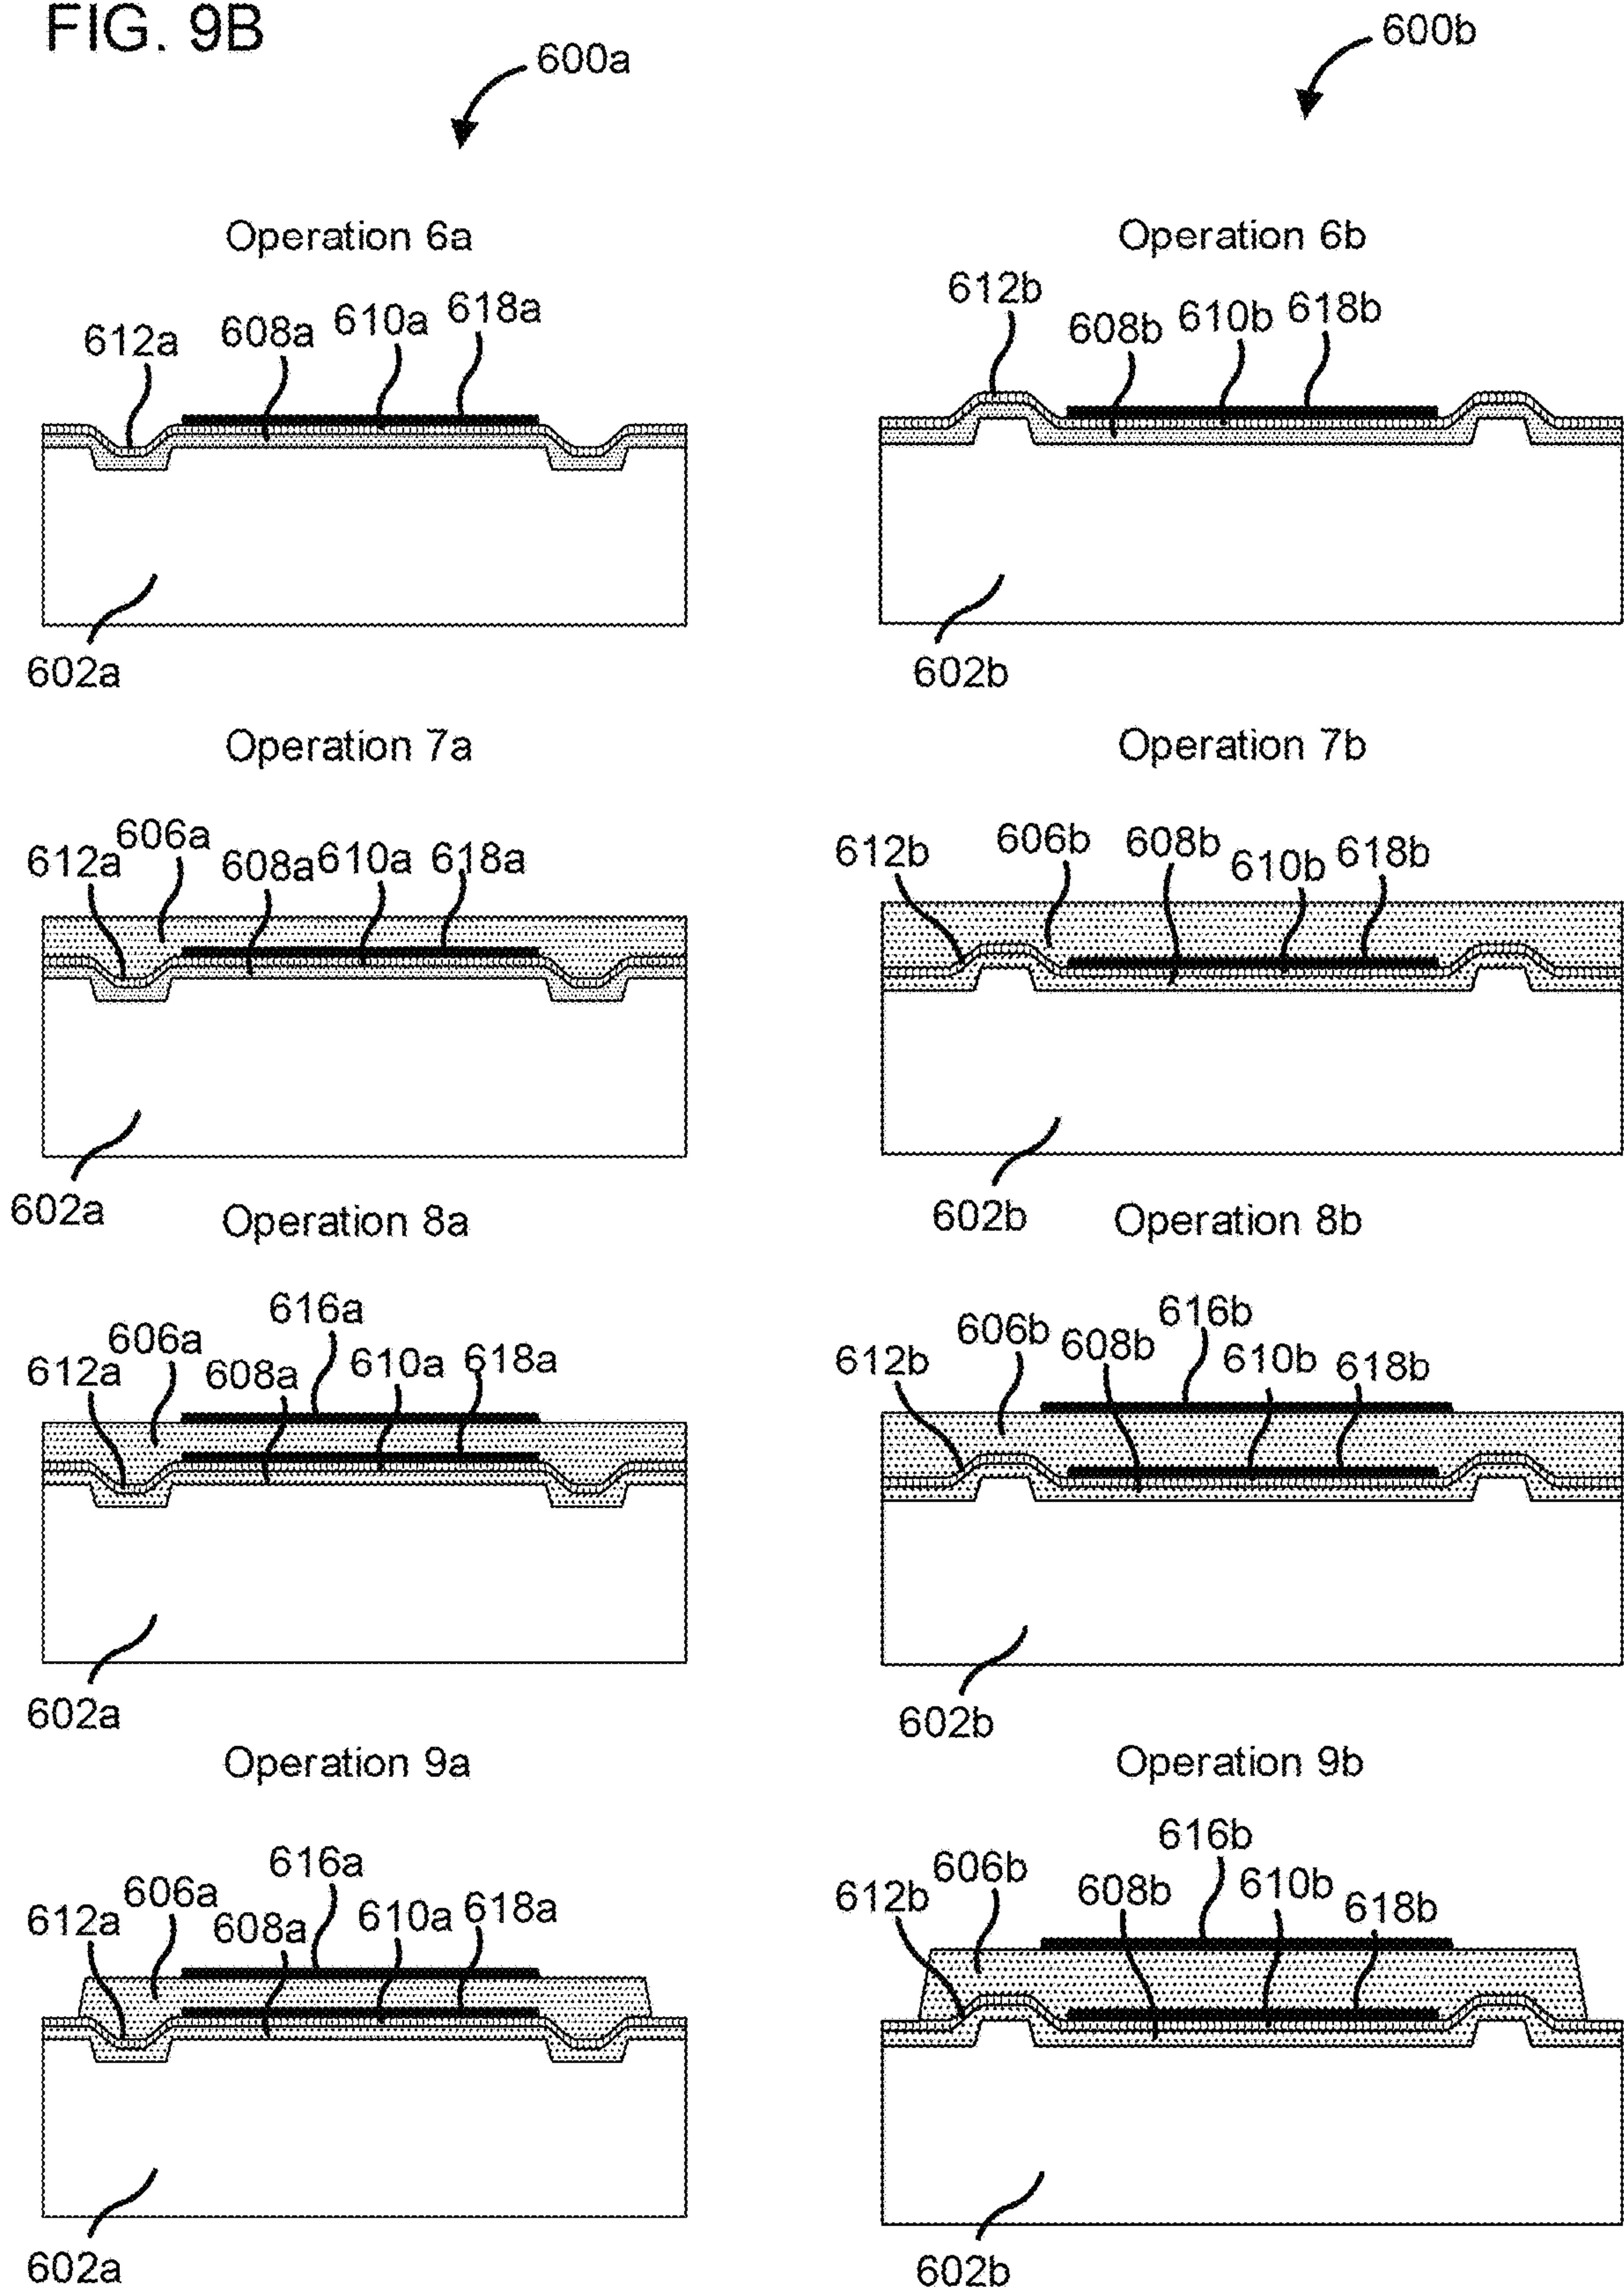 FIG. 9B
600a
600b
Operation 6a
Operation 6b
612a
608a
610a
618a
612b
608b
610b
618b
602a
602b
Operation 7a
Operation 7b
612a
606a
608a
610a
618a
612b
606b
608b
610b
618b
602a
602b
Operation 8a
Operation 8b
612a
606a
608a
616a
610a
618a
612b
606b
608b
616b
610b
618b
602a
602b
Operation 9a
Operation 9b
612a
606a
608a
616a
610a
618a
612b
606b
608b
616b
610b
618b
602a
602b